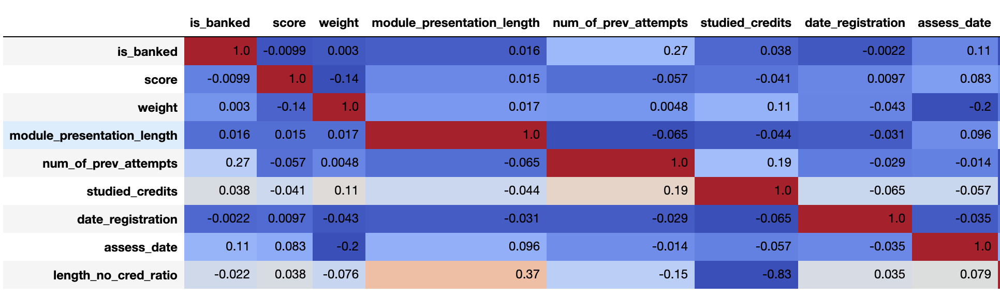 is_banked score weight module_presentation_length num_of_prev_attempts studied_credits date_registration assess_date
is_banked 1.0 -0.0099 0.003 0.016 0.27 0.038 -0.0022 0.11
score -0.0099 1.0 -0.14 0.015 -0.057 -0.041 0.0097 0.083
weight 0.003 -0.14 1.0 0.017 0.0048 0.11 -0.043 -0.2
module_presentation_length 0.016 0.015 0.017 1.0 -0.065 -0.044 -0.031 0.096
num_of_prev_attempts 0.27 -0.057 0.0048 -0.065 1.0 0.19 -0.029 -0.014
studied_credits 0.038 -0.041 0.11 -0.044 0.19 1.0 -0.065 -0.057
date_registration -0.0022 0.0097 -0.043 -0.031 -0.029 -0.065 1.0 -0.035
assess_date 0.11 0.083 -0.2 0.096 -0.014 -0.057 -0.035 1.0
length_no_cred_ratio -0.022 0.038 -0.076 0.37 -0.15 -0.83 0.035 0.079